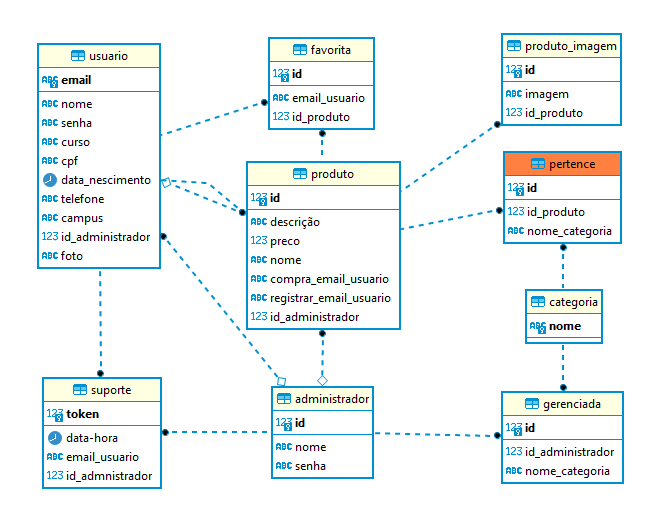 usuario
ABC email
ABC nome
ABC senha
ABC curso
ABC cpf
data_nescimento
ABC telefone
ABC campus
123 id_administrador
ABC foto
favorita
123 id
ABC email_usuario
123 id_produto
produto_imagem
123 id
ABC imagem
123 id_produto
produto
123 id
ABC descrição
123 preco
ABC nome
ABC compra_email_usuario
ABC registrar_email_usuario
123 id_administrador
pertence
123 id
123 id_produto
ABC nome_categoria
categoria
ABC nome
suporte
123 token
data-hora
ABC email_usuario
123 id_admnistrador
administrador
123 id
ABC nome
ABC senha
gerenciada
123 id
123 id_administrador
ABC nome_categoria